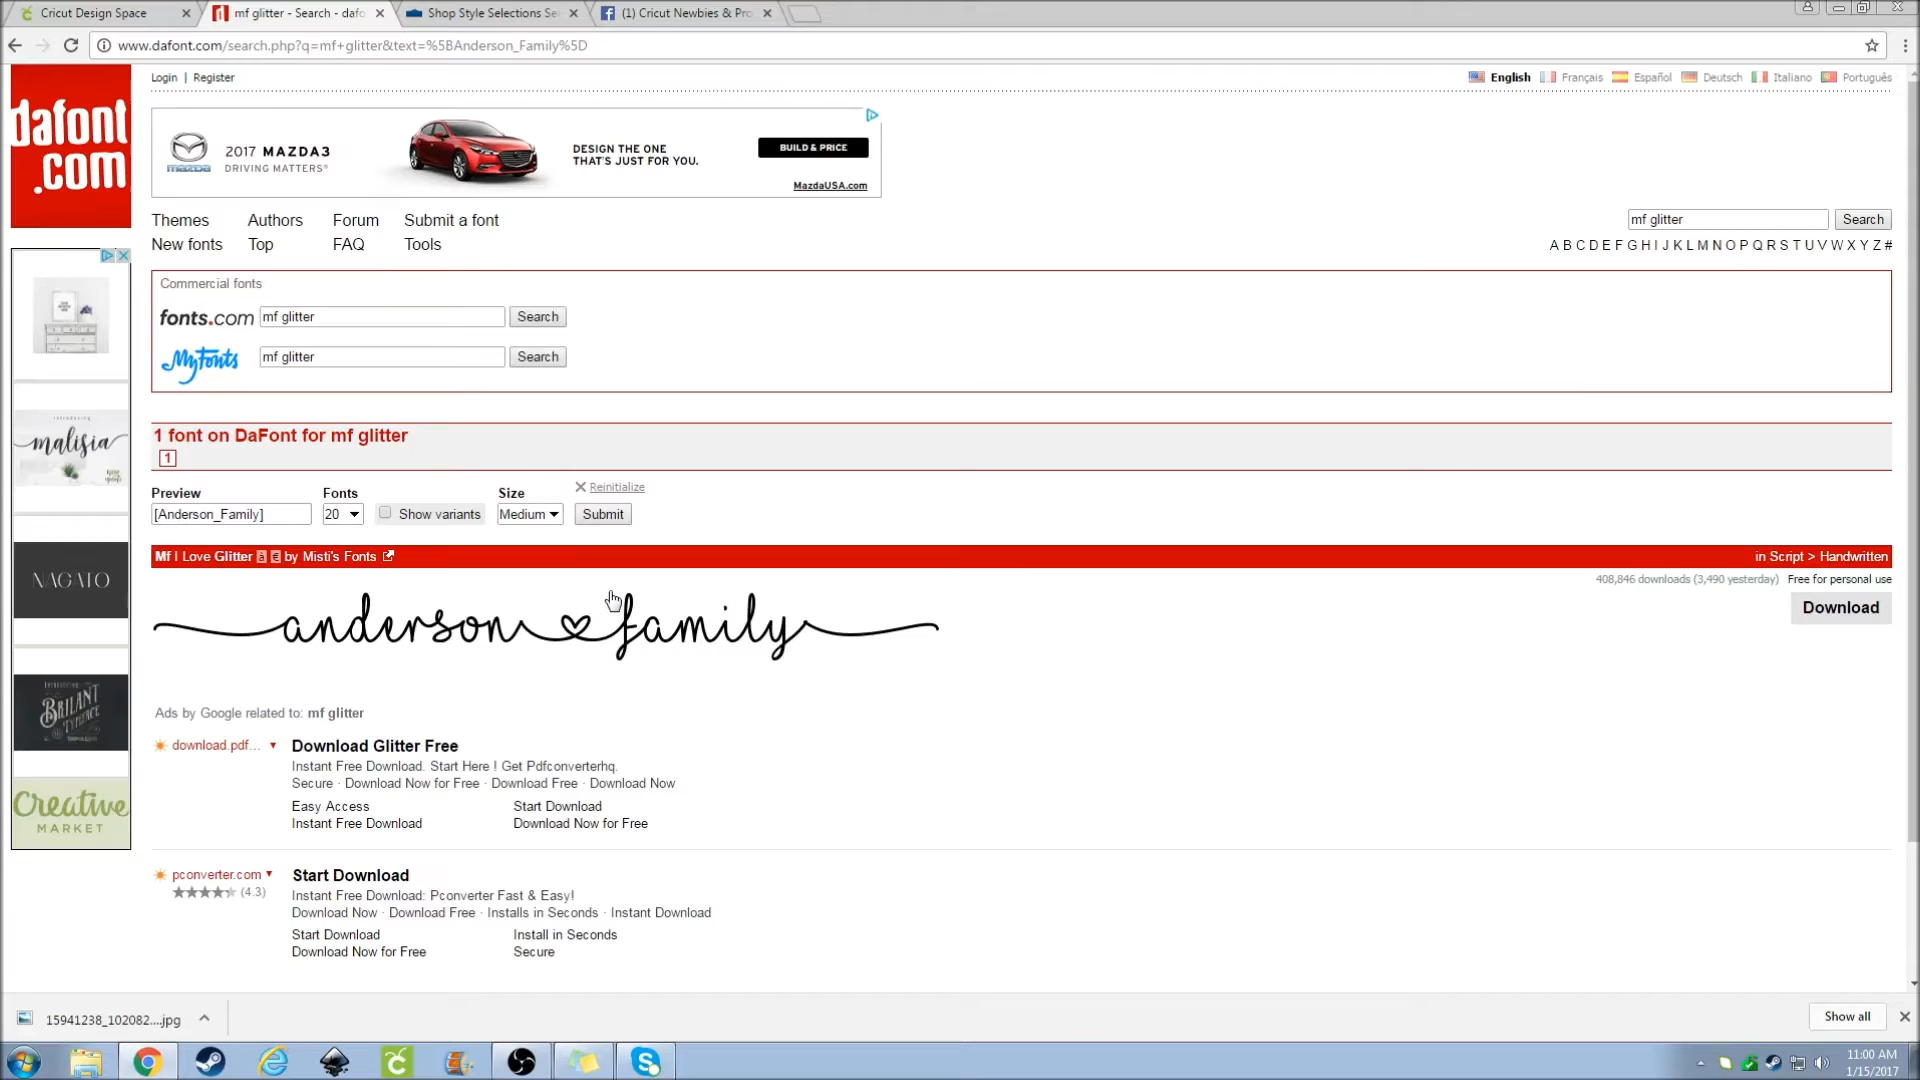 Cricut Design Space
mf glitter - Search - dafo
Shop Style Selections Se
(1) Cricut Newbies & Pro
www.dafont.com/search.php?q=mf+glitter&text=%5BAnderson_Family%5D
Login | Register
English Français Español Deutsch Italiano Português
dafont
.com
mazda
2017 MAZDA3
DRIVING MATTERS®
DESIGN THE ONE
THAT'S JUST FOR YOU.
BUILD & PRICE
MazdaUSA.com
Themes Authors Forum Submit a font
New fonts Top FAQ Tools
mf glitter Search
A B C D E F G H I J K L M N O P Q R S T U V W X Y Z #
Commercial fonts
fonts.com mf glitter Search
MyFonts mf glitter Search
1 font on DaFont for mf glitter
1
Preview Fonts Size Reinitialize
[Anderson_Family] 20 Show variants Medium Submit
Mf I Love Glitter à € by Misti's Fonts
in Script > Handwritten
408,846 downloads (3,490 yesterday) Free for personal use
Download
anderson family
Ads by Google related to: mf glitter
download.pdf... Download Glitter Free
Instant Free Download. Start Here ! Get Pdfconverterhq.
Secure · Download Now for Free · Download Free · Download Now
Easy Access Start Download
Instant Free Download Download Now for Free
pconverter.com Start Download
(4.3) Instant Free Download: Pconverter Fast & Easy!
Download Now · Download Free · Installs in Seconds · Instant Download
Start Download Install in Seconds
Download Now for Free Secure
malisia
NAGATO
BRILANT
TYPEFACE
Creative
MARKET
15941238_102082....jpg
Show all
11:00 AM
1/15/2017